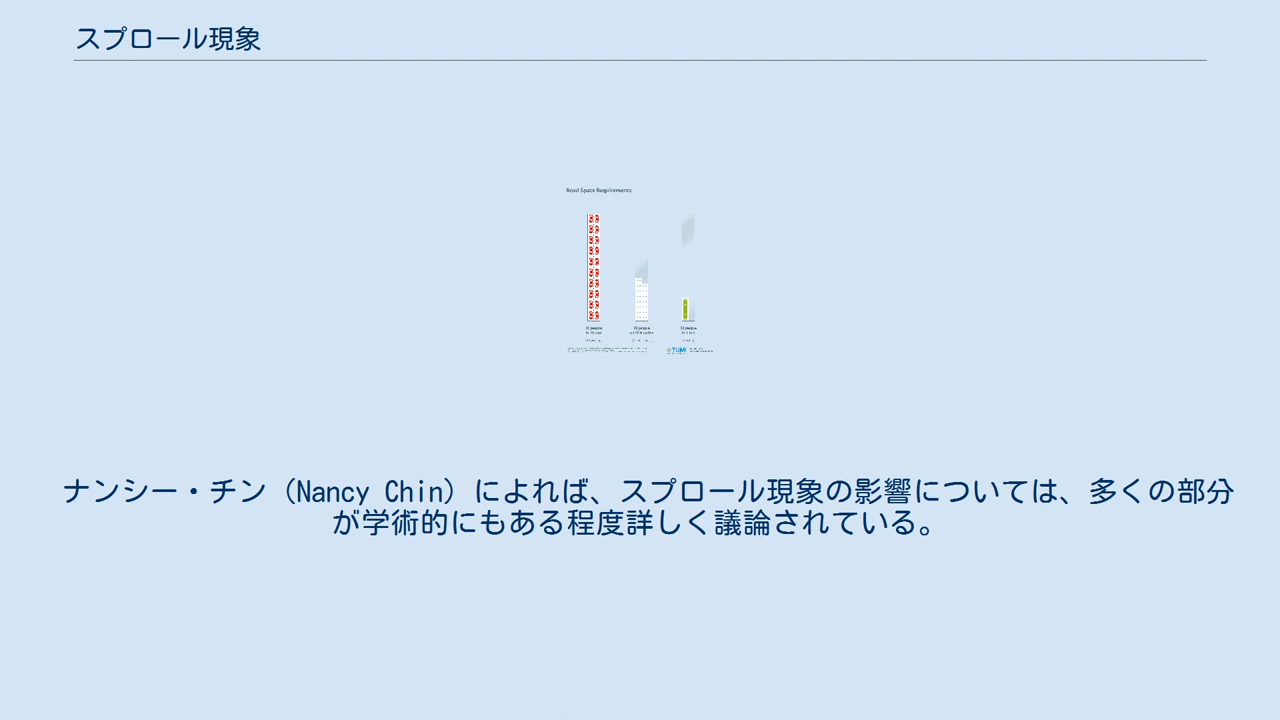 スプロール現象
Road Space Requirements
TUMI
ナンシー・チン（Nancy Chin）によれば、スプロール現象の影響については、多くの部分
が学術的にもある程度詳しく議論されている。